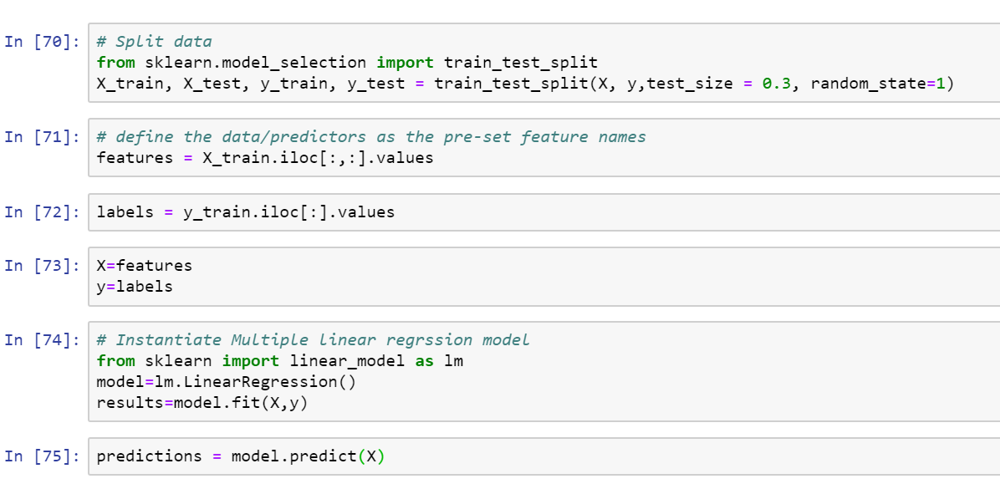 In [70]: # Split data
from sklearn.model_selection import train_test_split
X_train, X_test, y_train, y_test = train_test_split(X, y,test_size = 0.3, random_state=1)
In [71]: # define the data/predictors as the pre-set feature names
features = X_train.iloc[:,:].values
In [72]: labels = y_train.iloc[:].values
In [73]: X=features
y=labels
In [74]: # Instantiate Multiple linear regrssion model
from sklearn import linear_model as lm
model=lm.LinearRegression()
results=model.fit(X,y)
In [75]: predictions = model.predict(X)